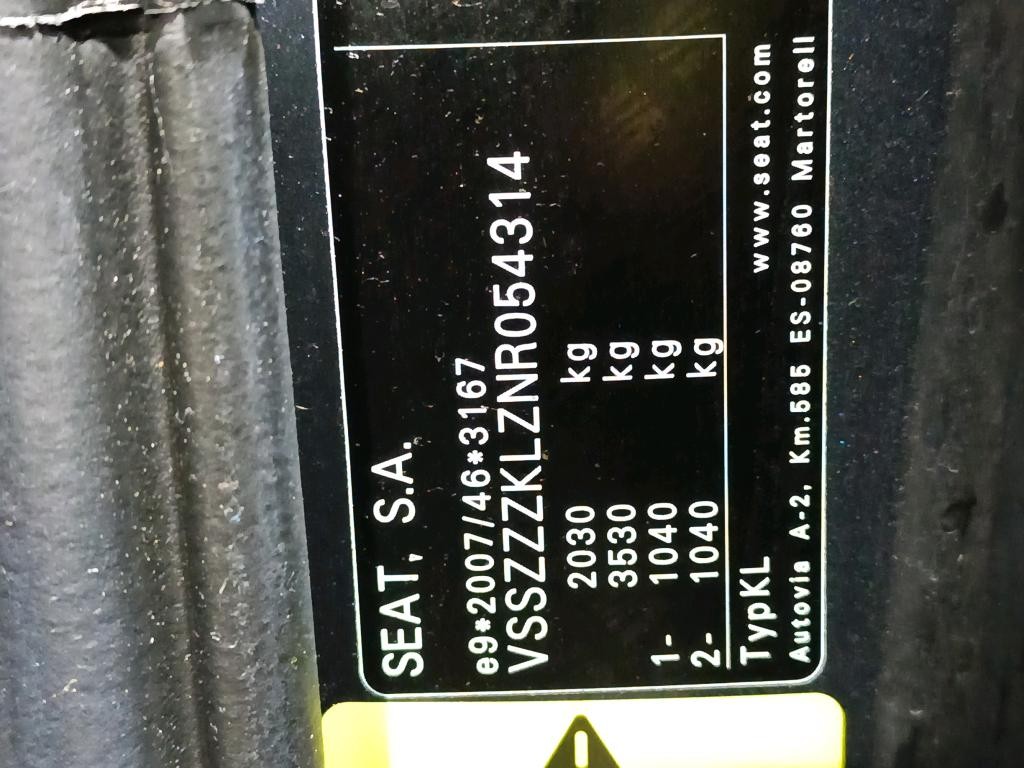 SEAT, S.A.
e9*2007/46*3167
VSSZZZKLZNR054314
2030 kg
3530 kg
1- 1040 kg
2- 1040 kg
TypKL www.seat.com
Autovia A-2, Km.585 ES-08760 Martorell